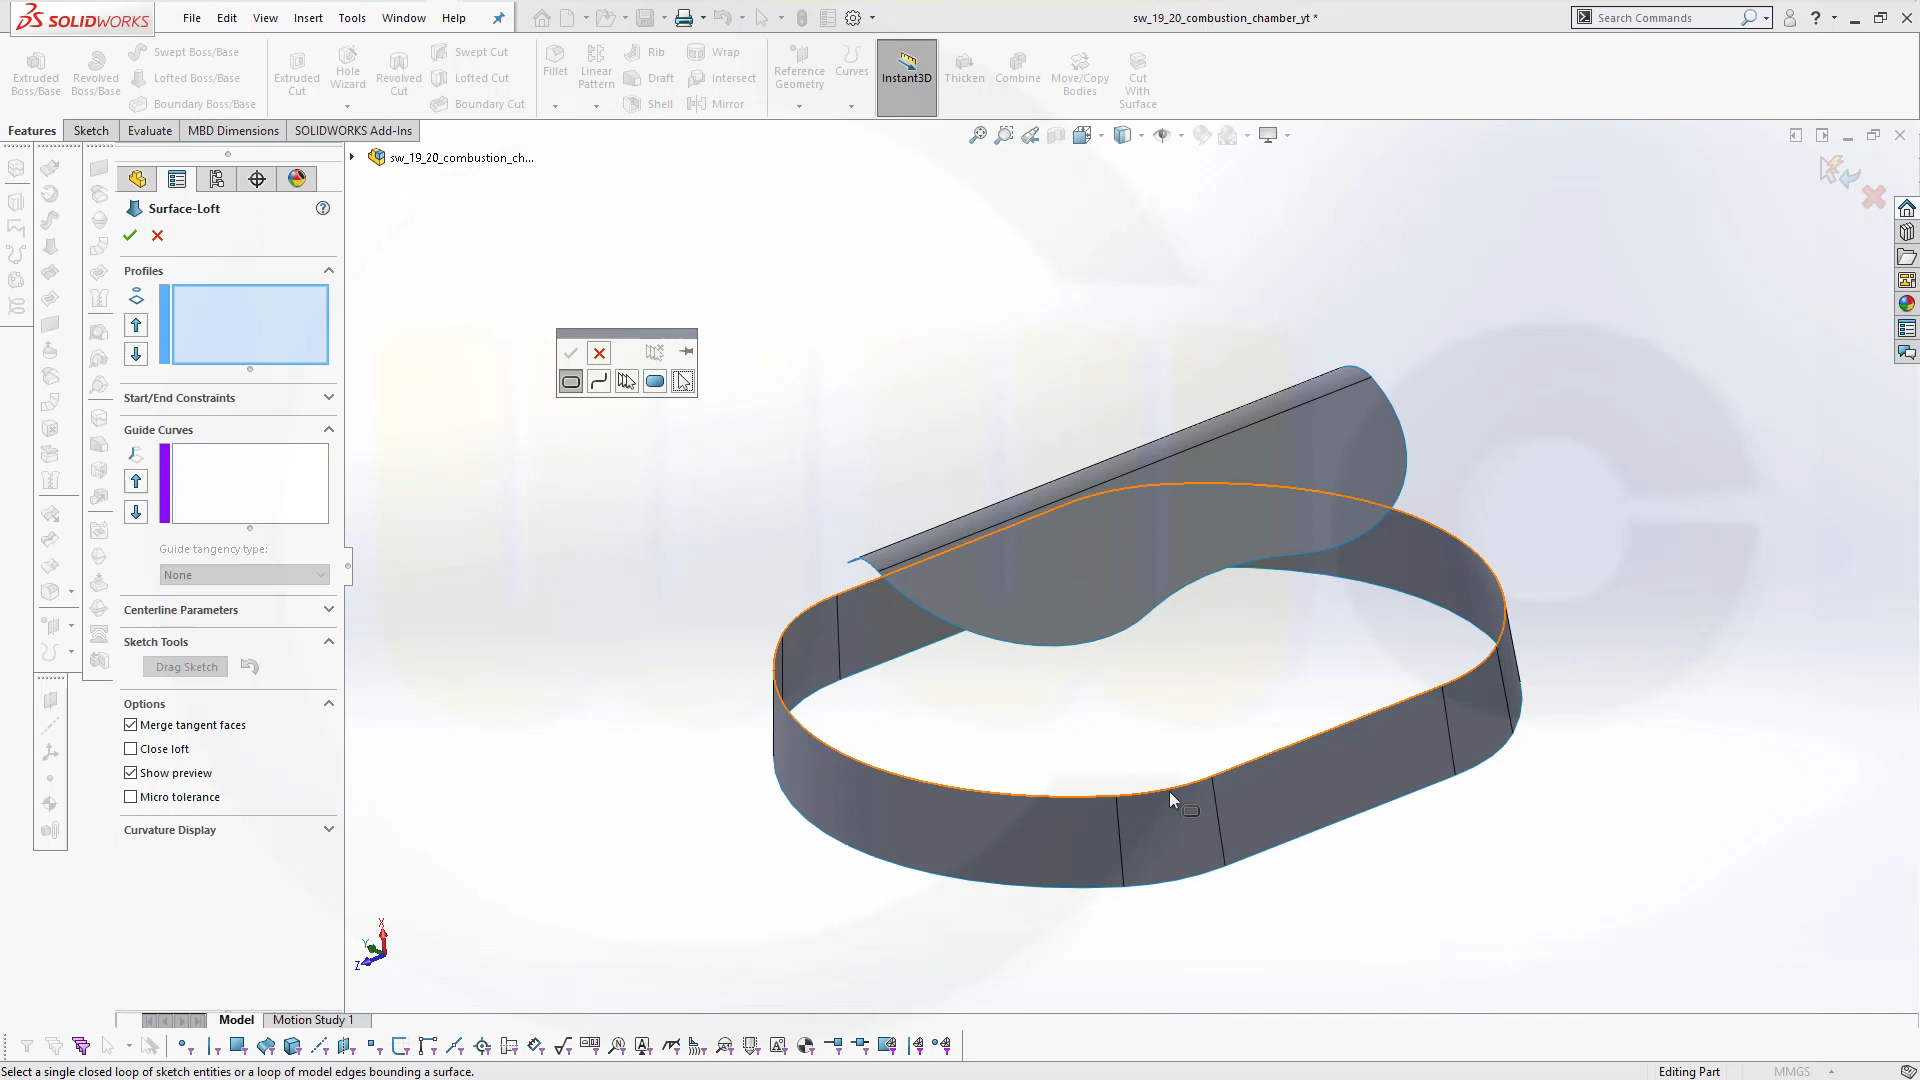 SOLIDWORKS
File Edit View Insert Tools Window Help
sw_19_20_combustion_chamber_yt *
Search Commands
Extruded Boss/Base
Revolved Boss/Base
Swept Boss/Base
Lofted Boss/Base
Boundary Boss/Base
Extruded Cut
Hole Wizard
Revolved Cut
Swept Cut
Lofted Cut
Boundary Cut
Fillet
Linear Pattern
Rib
Draft
Shell
Wrap
Intersect
Mirror
Reference Geometry
Curves
Instant3D
Thicken
Combine
Move/Copy Bodies
Cut With Surface
Features Sketch Evaluate MBD Dimensions SOLIDWORKS Add-Ins
sw_19_20_combustion_ch...
Surface-Loft
Profiles
Start/End Constraints
Guide Curves
Guide tangency type:
None
Centerline Parameters
Sketch Tools
Drag Sketch
Options
Merge tangent faces
Close loft
Show preview
Micro tolerance
Curvature Display
X
Y
Z
Model Motion Study 1
Select a single closed loop of sketch entities or a loop of model edges bounding a surface.
Editing Part
MMGS